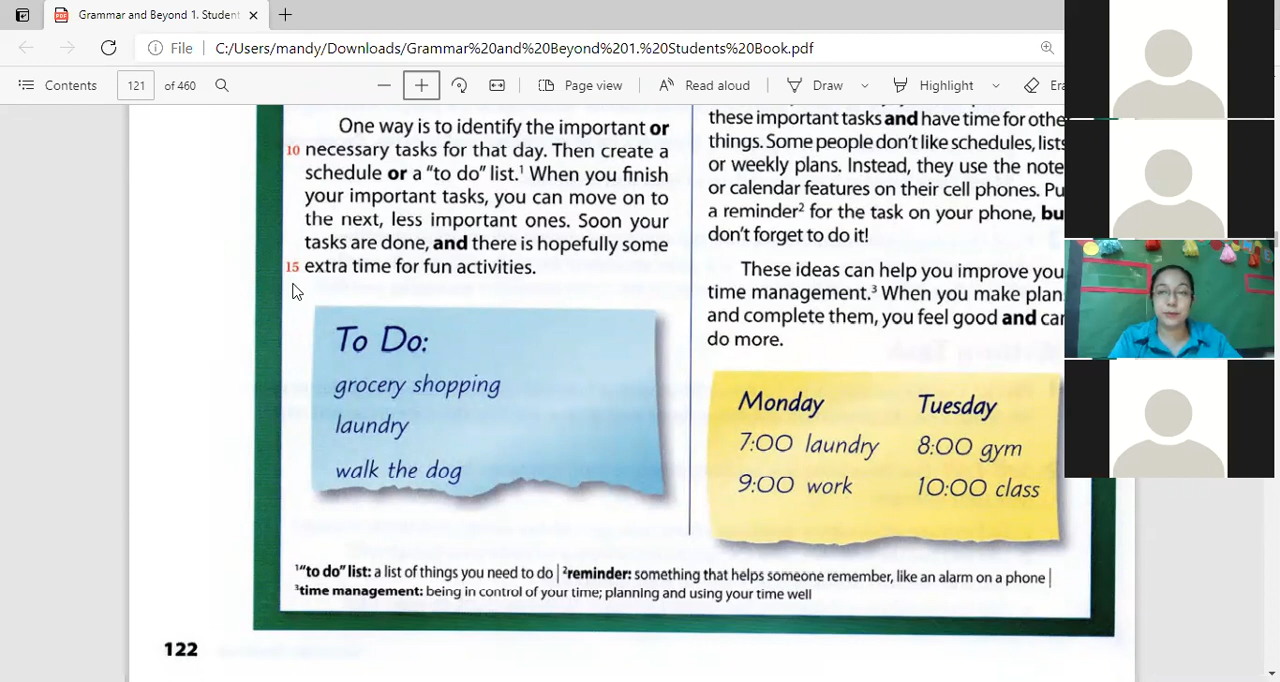 Grammar and Beyond 1. Student
File
C:/Users/mandy/Downloads/Grammar%20and%20Beyond%201.%20Students%20Book.pdf
Contents
121
of 460
Page view
Read aloud
Draw
Highlight
Era
One way is to identify the important or
10 necessary tasks for that day. Then create a
schedule or a “to do” list.1 When you finish
your important tasks, you can move on to
the next, less important ones. Soon your
tasks are done, and there is hopefully some
15 extra time for fun activities.
To Do:
grocery shopping
laundry
walk the dog
these important tasks and have time for othe
things. Some people don’t like schedules, lists
or weekly plans. Instead, they use the note
or calendar features on their cell phones. Pu
a reminder2 for the task on your phone, bu
don’t forget to do it!
These ideas can help you improve you
time management.3 When you make plan
and complete them, you feel good and can
do more.
Monday Tuesday
7:00 laundry 8:00 gym
9:00 work 10:00 class
1“to do” list: a list of things you need to do | 2reminder: something that helps someone remember, like an alarm on a phone |
3time management: being in control of your time; planning and using your time well
122